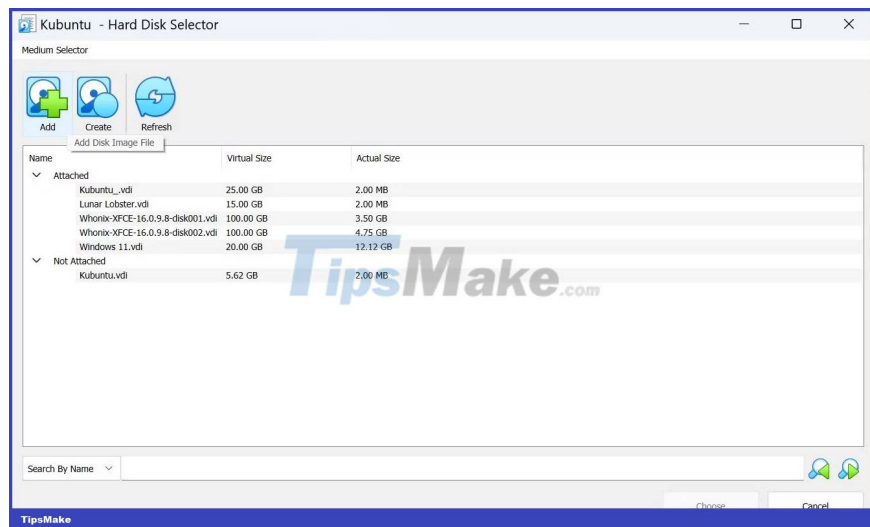 Kubuntu - Hard Disk Selector
Medium Selector
Add Create Refresh
Add Disk Image File
Name Virtual Size Actual Size
Attached
Kubuntu_.vdi 25.00 GB 2.00 MB
Lunar Lobster.vdi 15.00 GB 2.00 MB
Whonix-XFCE-16.0.9.8-disk001.vdi 100.00 GB 3.50 GB
Whonix-XFCE-16.0.9.8-disk002.vdi 100.00 GB 4.75 GB
Windows 11.vdi 20.00 GB 12.12 GB
Not Attached
Kubuntu.vdi 5.62 GB 2.00 MB
TipsMake.com
Search By Name
Choose Cancel
TipsMake